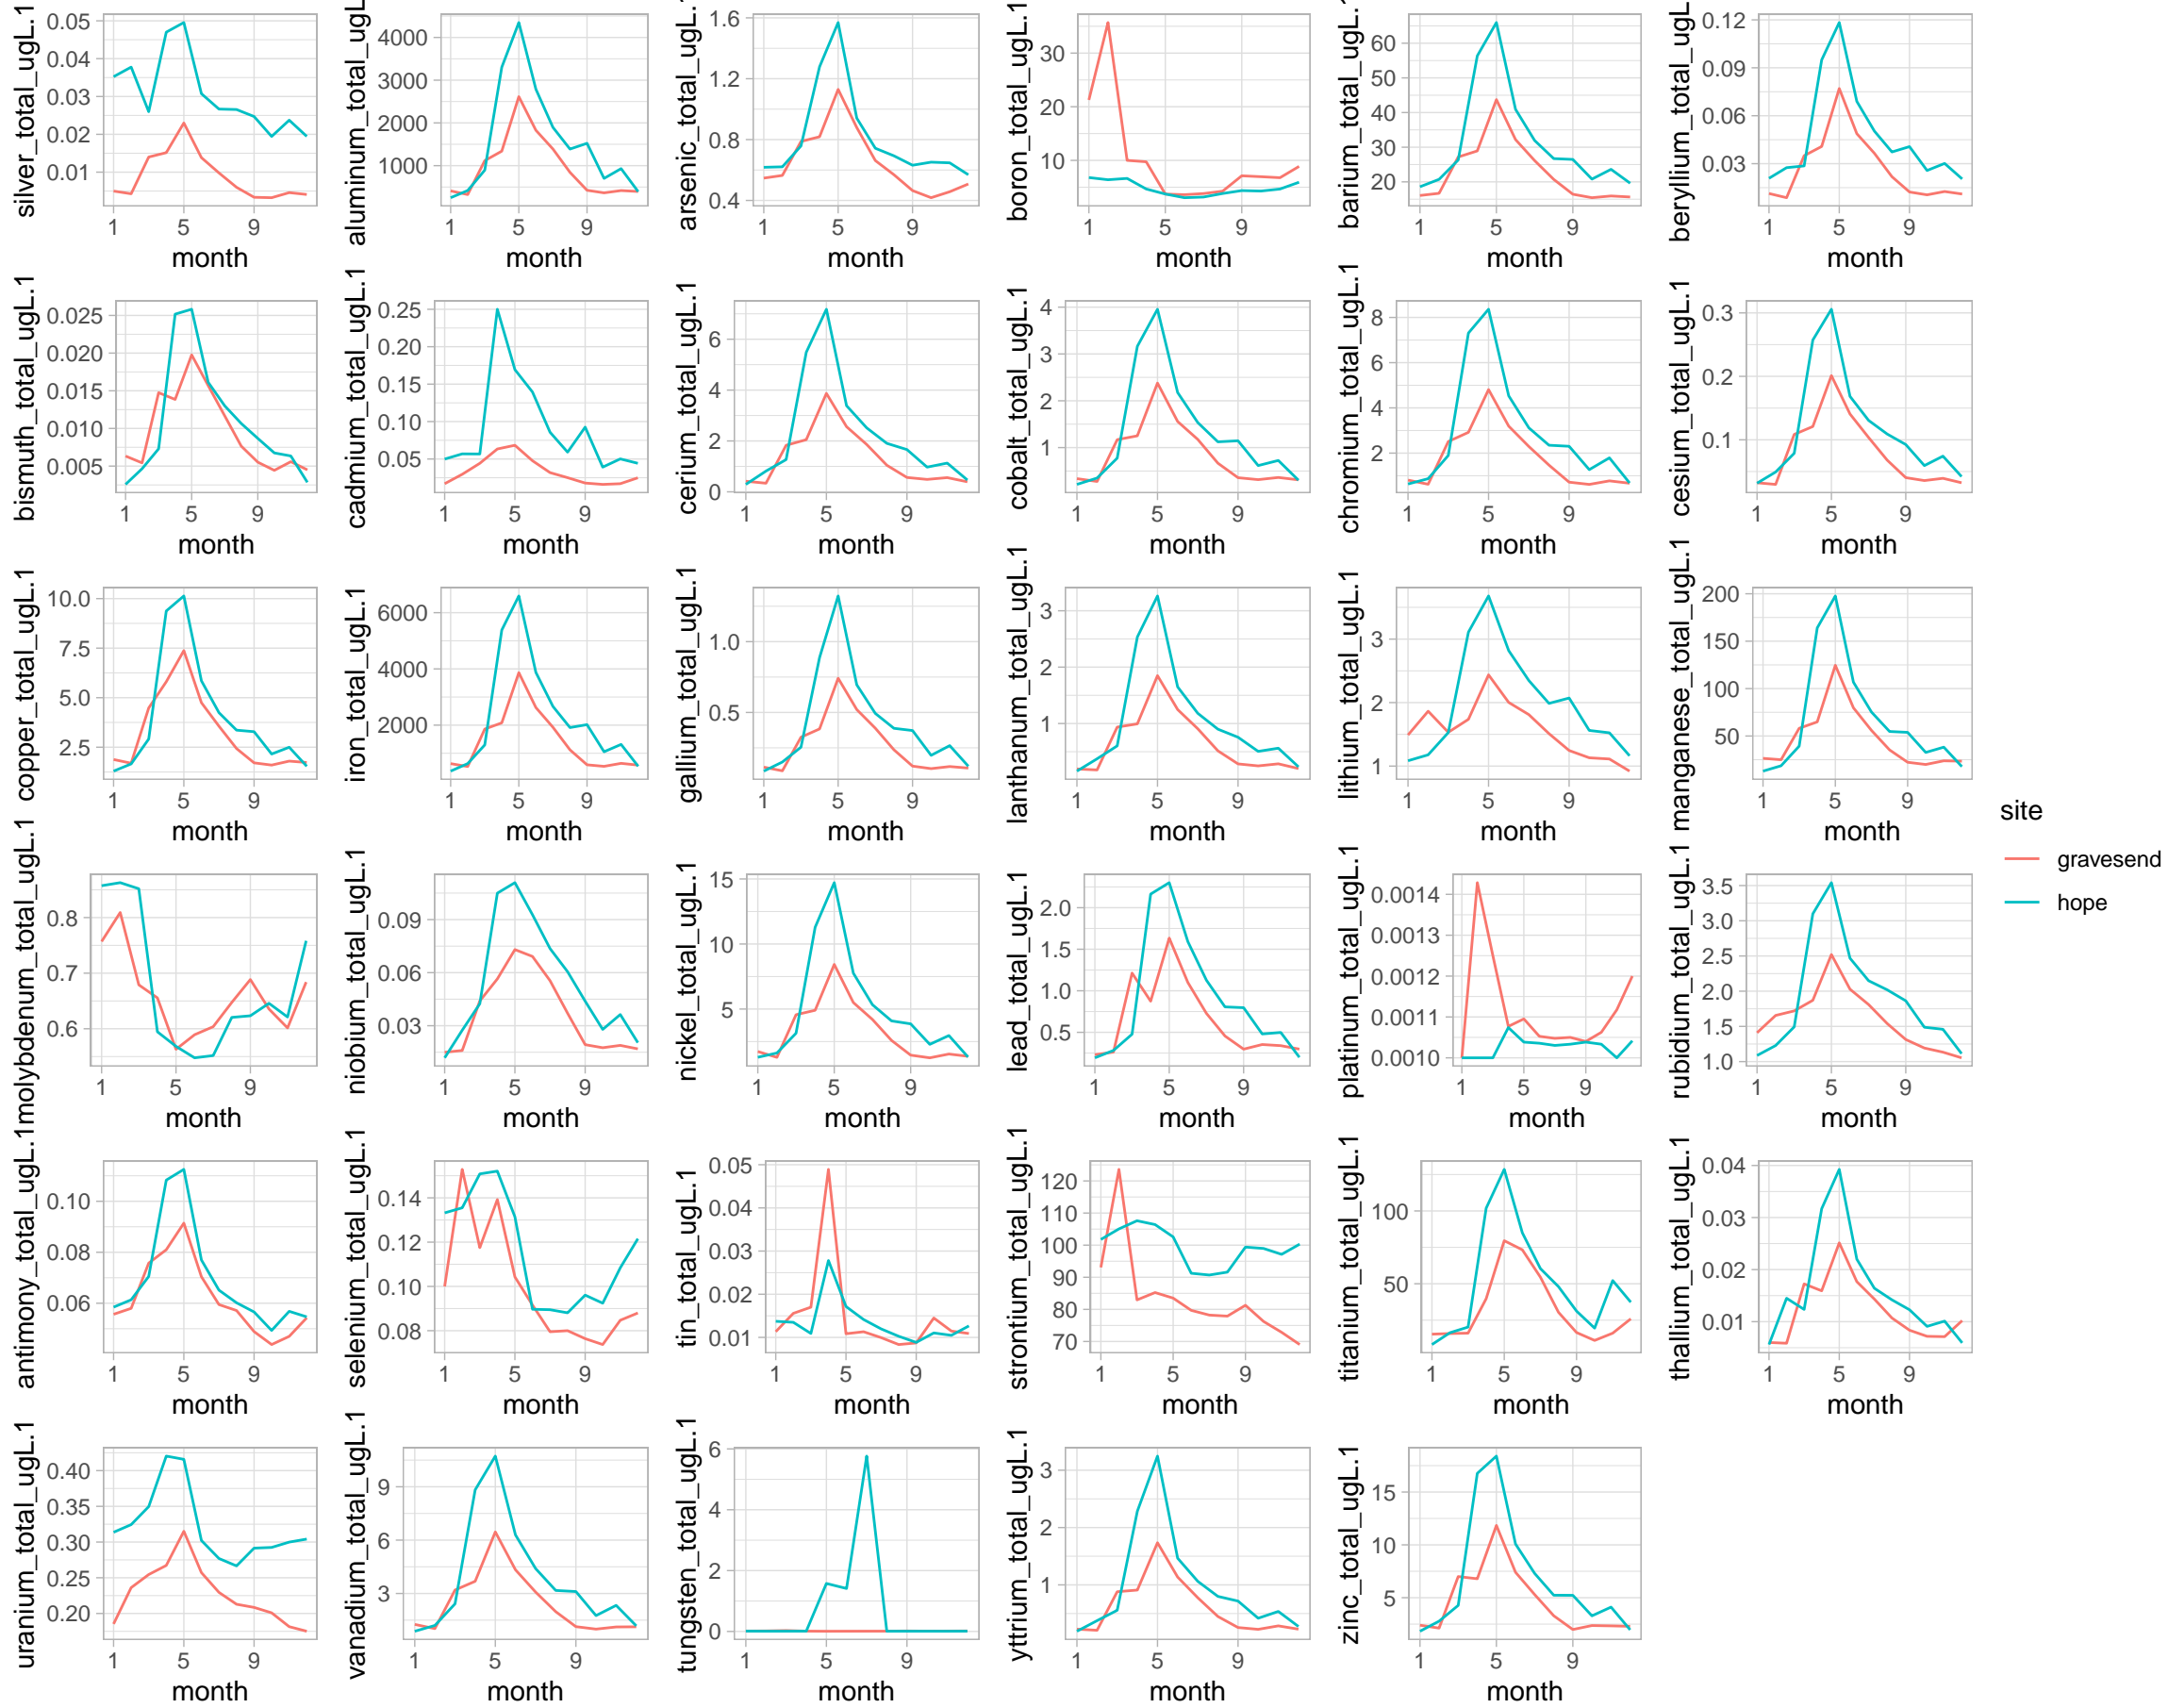 silver_total_ugL.1
0.05
0.04
0.03
0.02
0.01
1 5 9
month
aluminum_total_ugL
4000
3000
2000
1000
1 5 9
month
arsenic_total_ugL.1
1.6
1.2
0.8
0.4
1 5 9
month
boron_total_ugL.1
30
20
10
1 5 9
month
barium_total_ugL.1
60
50
40
30
20
1 5 9
month
beryllium_total_ugL
0.12
0.09
0.06
0.03
1 5 9
month
bismuth_total_ugL.1
0.025
0.020
0.015
0.010
0.005
1 5 9
month
cadmium_total_ugL.1
0.25
0.20
0.15
0.10
0.05
1 5 9
month
cerium_total_ugL.1
6
4
2
0
1 5 9
month
cobalt_total_ugL.1
4
3
2
1
1 5 9
month
chromium_total_ugL.1
8
6
4
2
1 5 9
month
cesium_total_ugL.1
0.3
0.2
0.1
1 5 9
month
copper_total_ugL.1
10.0
7.5
5.0
2.5
1 5 9
month
iron_total_ugL.1
6000
4000
2000
1 5 9
month
gallium_total_ugL.1
1.0
0.5
1 5 9
month
lanthanum_total_ugL.1
3
2
1
1 5 9
month
lithium_total_ugL.1
3
2
1
1 5 9
month
manganese_total_ugL.1
200
150
100
50
1 5 9
month
site
gravesend
hope
molybdenum_total_ugL.1
0.8
0.7
0.6
1 5 9
month
niobium_total_ugL.1
0.09
0.06
0.03
1 5 9
month
nickel_total_ugL.1
15
10
5
1 5 9
month
lead_total_ugL.1
2.0
1.5
1.0
0.5
1 5 9
month
platinum_total_ugL.1
0.0014
0.0013
0.0012
0.0011
0.0010
1 5 9
month
rubidium_total_ugL.1
3.5
3.0
2.5
2.0
1.5
1.0
1 5 9
month
antimony_total_ugL.1
0.10
0.08
0.06
1 5 9
month
selenium_total_ugL.1
0.14
0.12
0.10
0.08
1 5 9
month
tin_total_ugL.1
0.05
0.04
0.03
0.02
0.01
1 5 9
month
strontium_total_ugL.1
120
110
100
90
80
70
1 5 9
month
titanium_total_ugL.1
100
50
1 5 9
month
thallium_total_ugL.1
0.04
0.03
0.02
0.01
1 5 9
month
uranium_total_ugL.1
0.40
0.35
0.30
0.25
0.20
1 5 9
month
vanadium_total_ugL.1
9
6
3
1 5 9
month
tungsten_total_ugL.1
6
4
2
0
1 5 9
month
yttrium_total_ugL.1
3
2
1
1 5 9
month
zinc_total_ugL.1
15
10
5
1 5 9
month